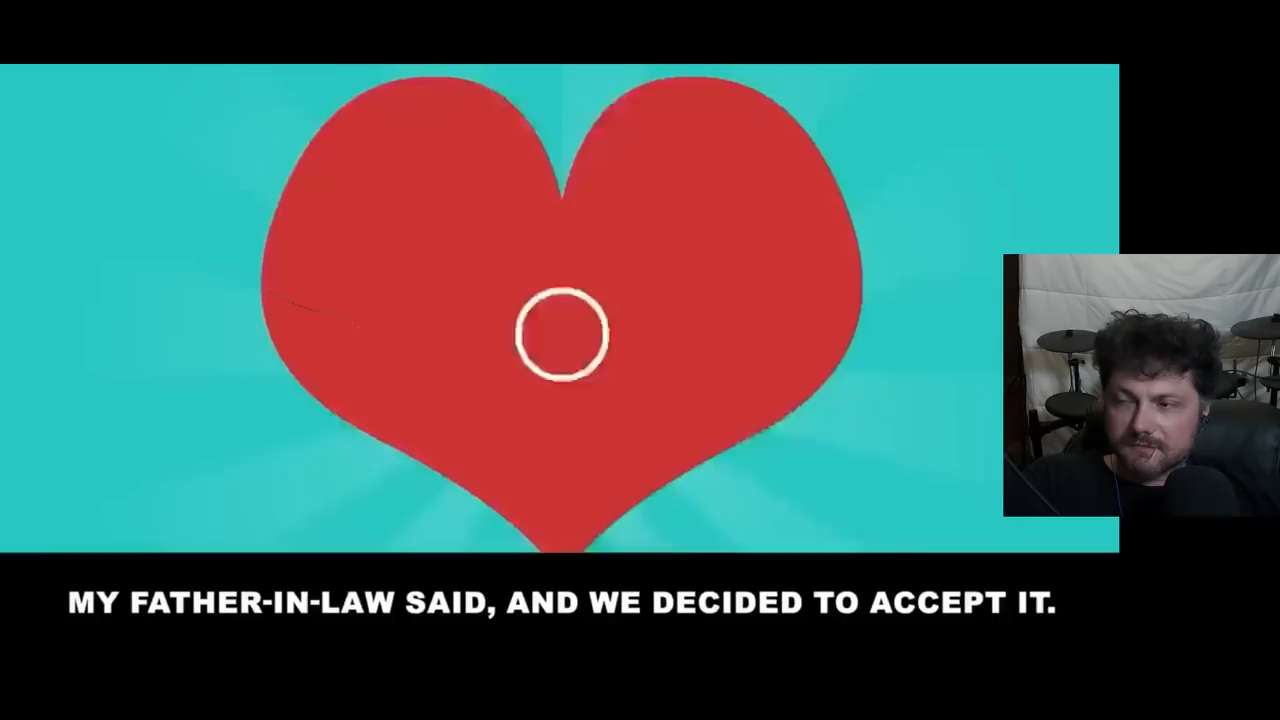 MY FATHER-IN-LAW SAID, AND WE DECIDED TO ACCEPT IT.